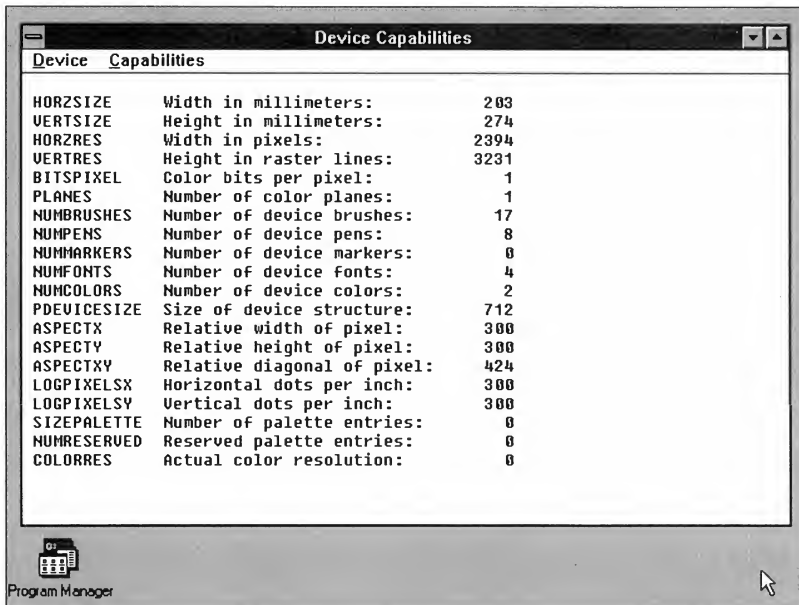 Device Capabilities
Device Capabilities
HORZSIZE Width in millimeters: 203
VERTSIZE Height in millimeters: 274
HORZRES Width in pixels: 2394
VERTRES Height in raster lines: 3231
BITSPIXEL Color bits per pixel: 1
PLANES Number of color planes: 1
NUMBRUSHES Number of device brushes: 17
NUMPENS Number of device pens: 8
NUMMARKERS Number of device markers: 0
NUMFONTS Number of device fonts: 4
NUMCOLORS Number of device colors: 2
PDEVICESIZE Size of device structure: 712
ASPECTX Relative width of pixel: 300
ASPECTY Relative height of pixel: 300
ASPECTXY Relative diagonal of pixel: 424
LOGPIXELSX Horizontal dots per inch: 300
LOGPIXELSY Vertical dots per inch: 300
SIZEPALETTE Number of palette entries: 0
NUMRESERVED Reserved palette entries: 0
COLORRES Actual color resolution: 0
Program Manager